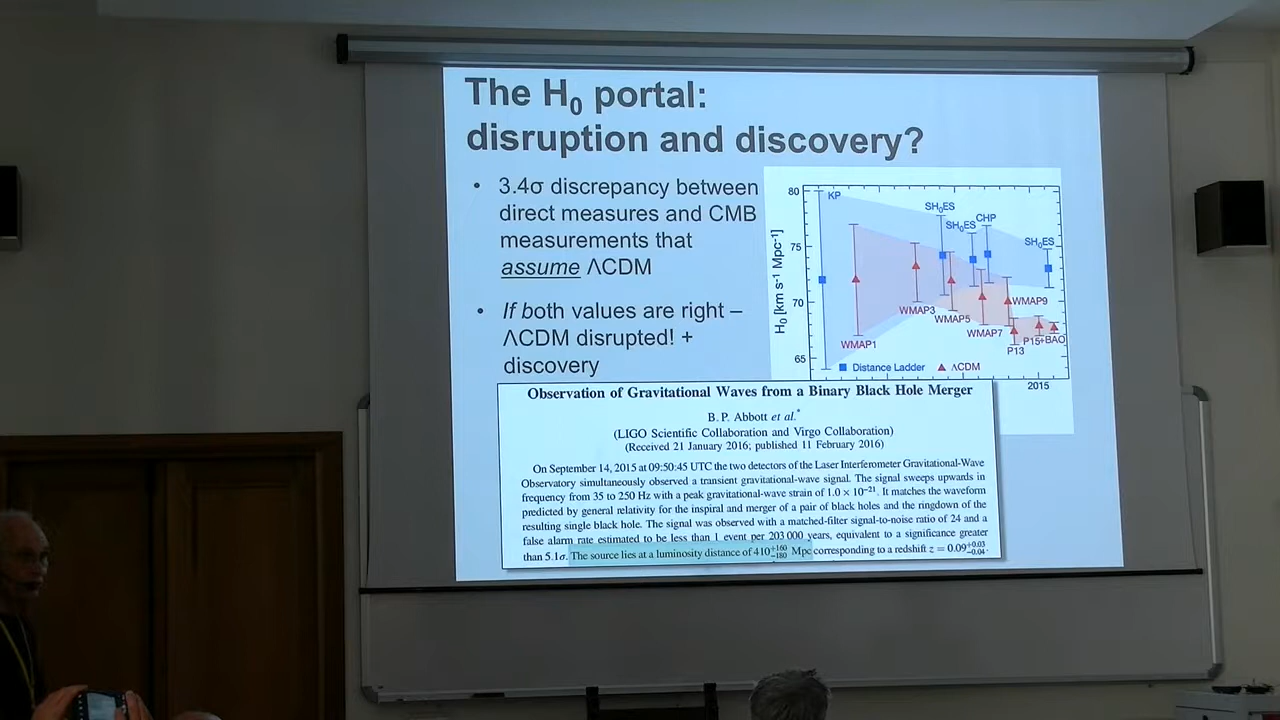 The H₀ portal:
disruption and discovery?
• 3.4σ discrepancy between
direct measures and CMB
measurements that
assume ΛCDM
• If both values are right –
ΛCDM disrupted! +
discovery
80
75
70
65
H₀ [km s⁻¹ Mpc⁻¹]
KP
SH₀ES
SH₀ES
CHP
SH₀ES
WMAP1
WMAP3
WMAP5
WMAP7
WMAP9
P13
P15+BAO
Distance Ladder
ΛCDM
2015
Observation of Gravitational Waves from a Binary Black Hole Merger
B. P. Abbott et al.*
(LIGO Scientific Collaboration and Virgo Collaboration)
(Received 21 January 2016; published 11 February 2016)
On September 14, 2015 at 09:50:45 UTC the two detectors of the Laser Interferometer Gravitational-Wave
Observatory simultaneously observed a transient gravitational-wave signal. The signal sweeps upwards in
frequency from 35 to 250 Hz with a peak gravitational-wave strain of 1.0 × 10⁻²¹. It matches the waveform
predicted by general relativity for the inspiral and merger of a pair of black holes and the ringdown of the
resulting single black hole. The signal was observed with a matched-filter signal-to-noise ratio of 24 and a
false alarm rate estimated to be less than 1 event per 203 000 years, equivalent to a significance greater
than 5.1σ. The source lies at a luminosity distance of 410⁺¹⁶⁰₋₁₈₀ Mpc corresponding to a redshift z = 0.09⁺⁰·⁰³₋₀.₀₄.